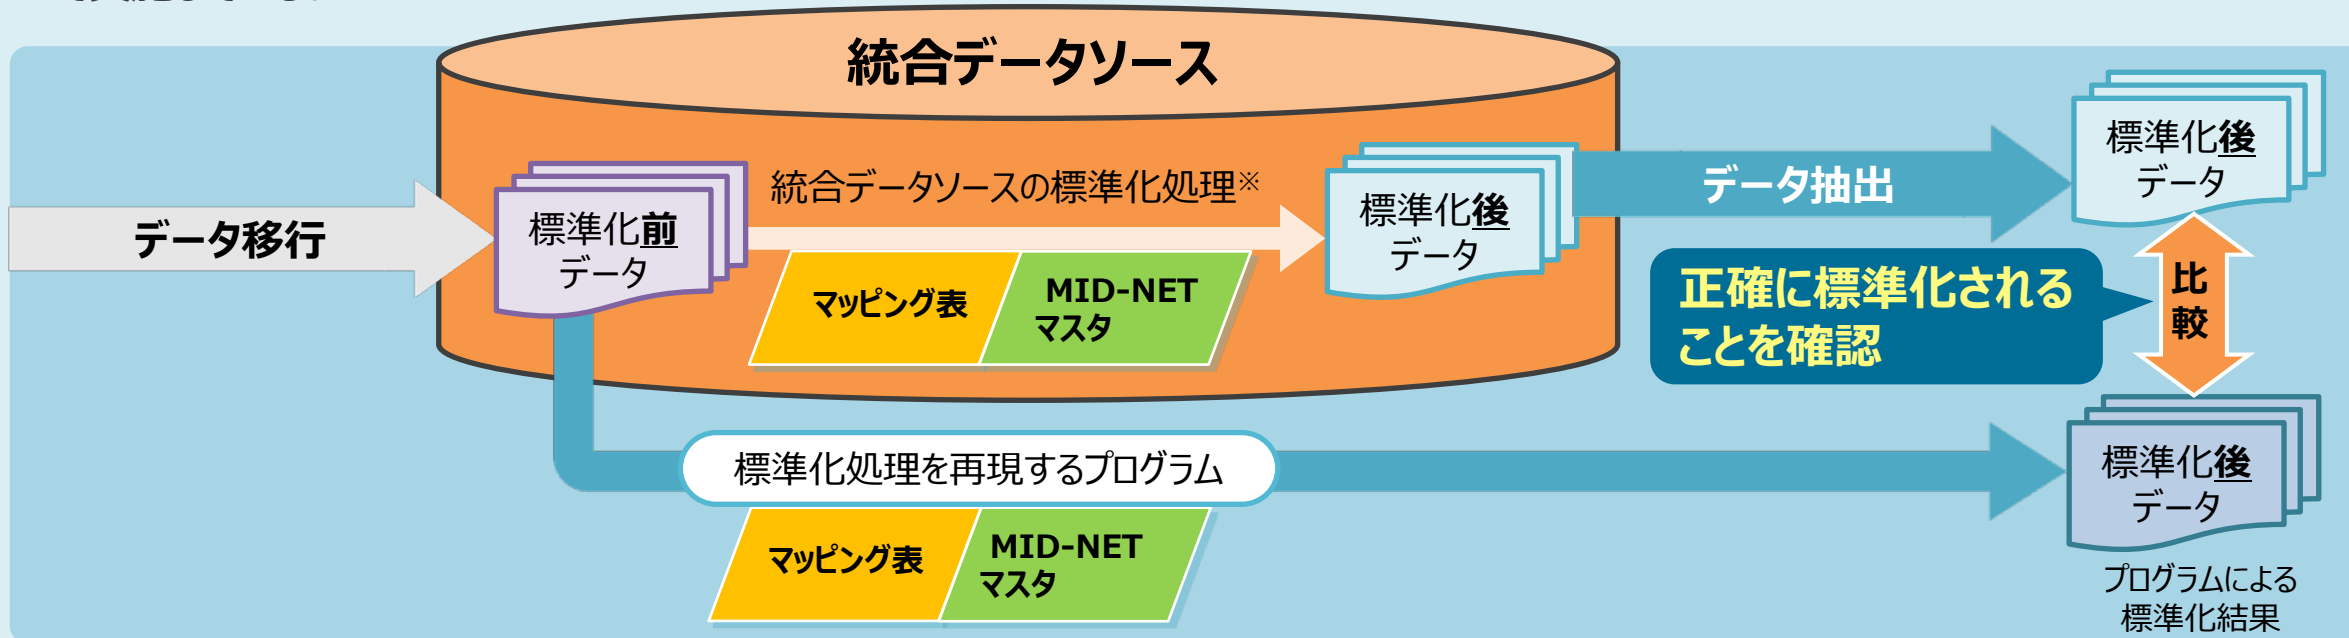 統合データソース
データ移行
標準化前
データ
統合データソースの標準化処理※
マッピング表
MID-NET
マスタ
標準化後
データ
データ抽出
標準化後
データ
正確に標準化される
ことを確認
比
較
標準化処理を再現するプログラム
マッピング表
MID-NET
マスタ
標準化後
データ
プログラムによる
標準化結果